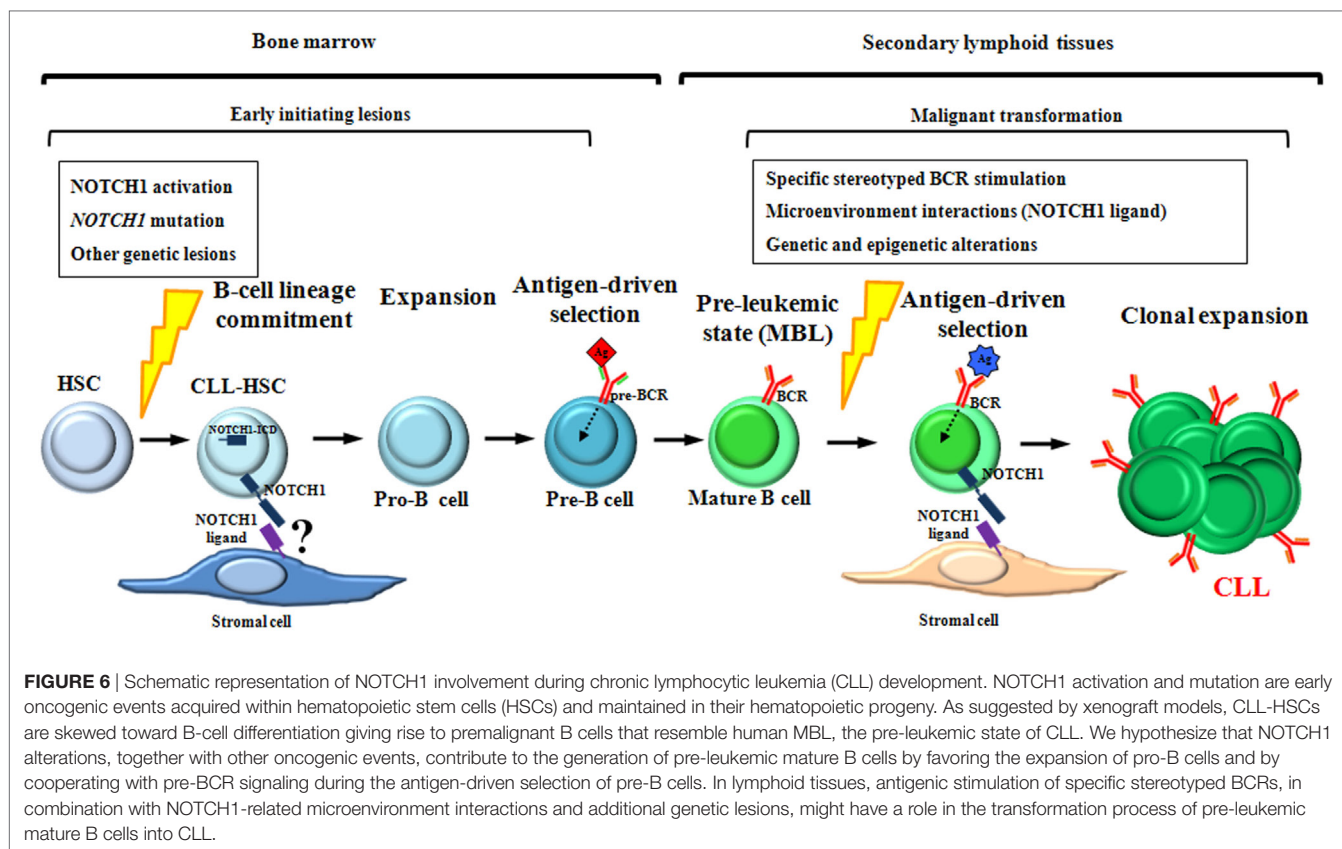 Bone marrow
Secondary lymphoid tissues
Early initiating lesions
Malignant transformation
NOTCH1 activation
NOTCH1 mutation
Other genetic lesions
Specific stereotyped BCR stimulation
Microenvironment interactions (NOTCH1 ligand)
Genetic and epigenetic alterations
HSC
B-cell lineage
commitment
CLL-HSC
NOTCH1-ICD
NOTCH1
NOTCH1
ligand
?
Stromal cell
Expansion
Pro-B cell
Antigen-driven
selection
Ag
pre-BCR
Pre-B cell
Pre-leukemic
state (MBL)
BCR
Mature B cell
Antigen-driven
selection
Ag
BCR
NOTCH1
NOTCH1
ligand
Stromal cell
Clonal expansion
CLL
FIGURE 6 | Schematic representation of NOTCH1 involvement during chronic lymphocytic leukemia (CLL) development. NOTCH1 activation and mutation are early
oncogenic events acquired within hematopoietic stem cells (HSCs) and maintained in their hematopoietic progeny. As suggested by xenograft models, CLL-HSCs
are skewed toward B-cell differentiation giving rise to premalignant B cells that resemble human MBL, the pre-leukemic state of CLL. We hypothesize that NOTCH1
alterations, together with other oncogenic events, contribute to the generation of pre-leukemic mature B cells by favoring the expansion of pro-B cells and by
cooperating with pre-BCR signaling during the antigen-driven selection of pre-B cells. In lymphoid tissues, antigenic stimulation of specific stereotyped BCRs, in
combination with NOTCH1-related microenvironment interactions and additional genetic lesions, might have a role in the transformation process of pre-leukemic
mature B cells into CLL.